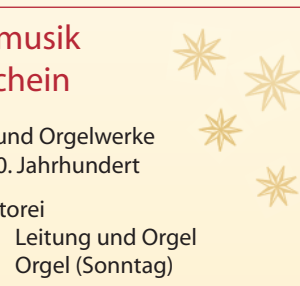 musik
chein
und Orgelwerke
0. Jahrhundert
torei
Leitung und Orgel
Orgel (Sonntag)